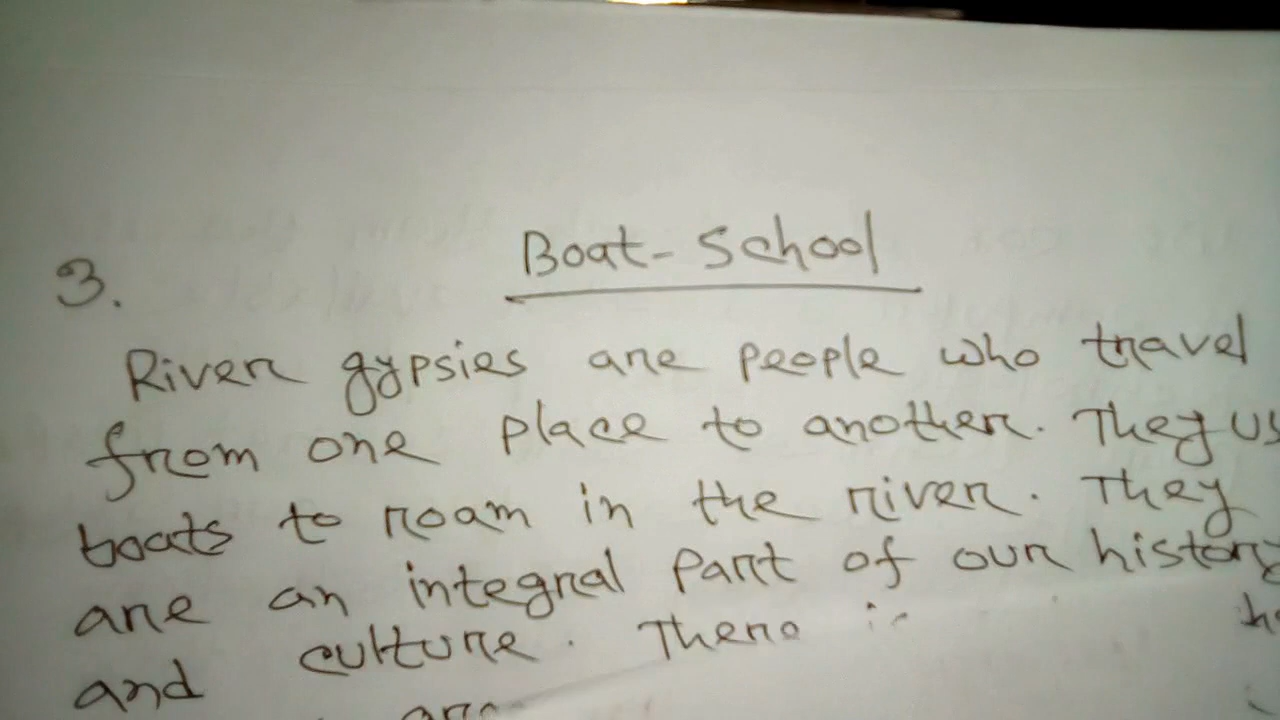 3.
Boat-School
River gypsies are people who travel
from one place to another. They us
boats to roam in the river. They
are an integral part of our history
and culture. There